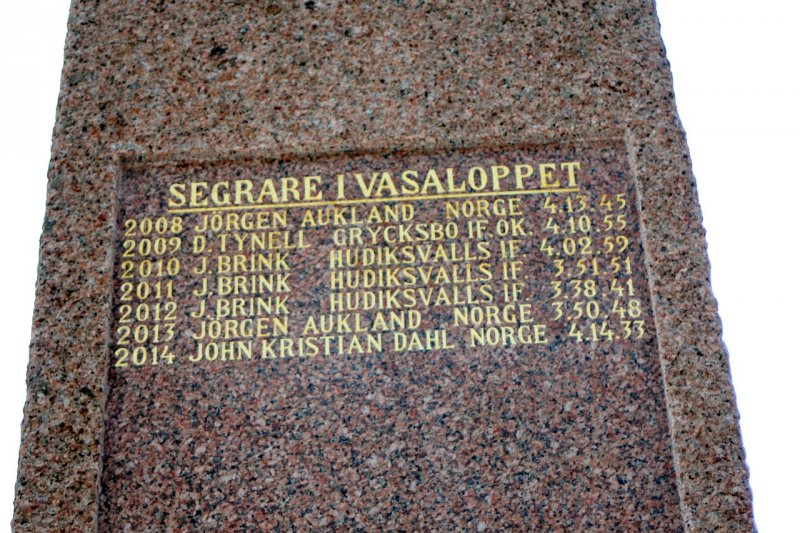 SEGRARE I VASALOPPET
2008 JÖRGEN AUKLAND NORGE 4.13.45
2009 D. TYNELL GRYCKSBO IF OK. 4.10.55
2010 J. BRINK HUDIKSVALLS IF. 4.02.59
2011 J. BRINK HUDIKSVALLS IF. 3.51.51
2012 J. BRINK HUDIKSVALLS IF. 3.38.41
2013 JÖRGEN AUKLAND NORGE 3.50.48
2014 JOHN KRISTIAN DAHL NORGE 4.14.33